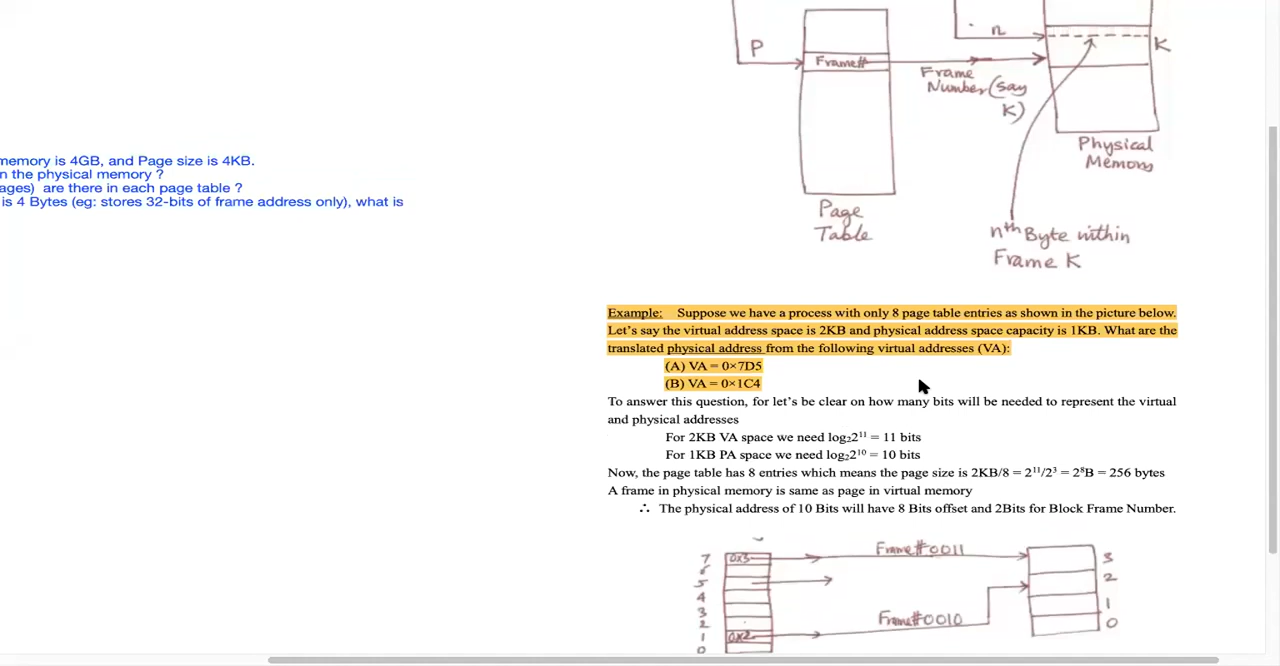 memory is 4GB, and Page size is 4KB.
n the physical memory ?
ages)  are there in each page table ?
is 4 Bytes (eg: stores 32-bits of frame address only), what is
n
P
K
Frame#
Frame
Number(say
K)
Physical
Memory
Page
Table
nth Byte within
Frame K
Example: Suppose we have a process with only 8 page table entries as shown in the picture below.
Let's say the virtual address space is 2KB and physical address space capacity is 1KB. What are the
translated physical address from the following virtual addresses (VA):
(A) VA = 0×7D5
(B) VA = 0×1C4
To answer this question, for let's be clear on how many bits will be needed to represent the virtual
and physical addresses
For 2KB VA space we need log₂2¹¹ = 11 bits
For 1KB PA space we need log₂2¹⁰ = 10 bits
Now, the page table has 8 entries which means the page size is 2KB/8 = 2¹¹/2³ = 2⁸B = 256 bytes
A frame in physical memory is same as page in virtual memory
∴ The physical address of 10 Bits will have 8 Bits offset and 2Bits for Block Frame Number.
7 0x3 Frame#0011 3
6
5 2
4
3 1
2 Frame#0010 0
1 0x2
0